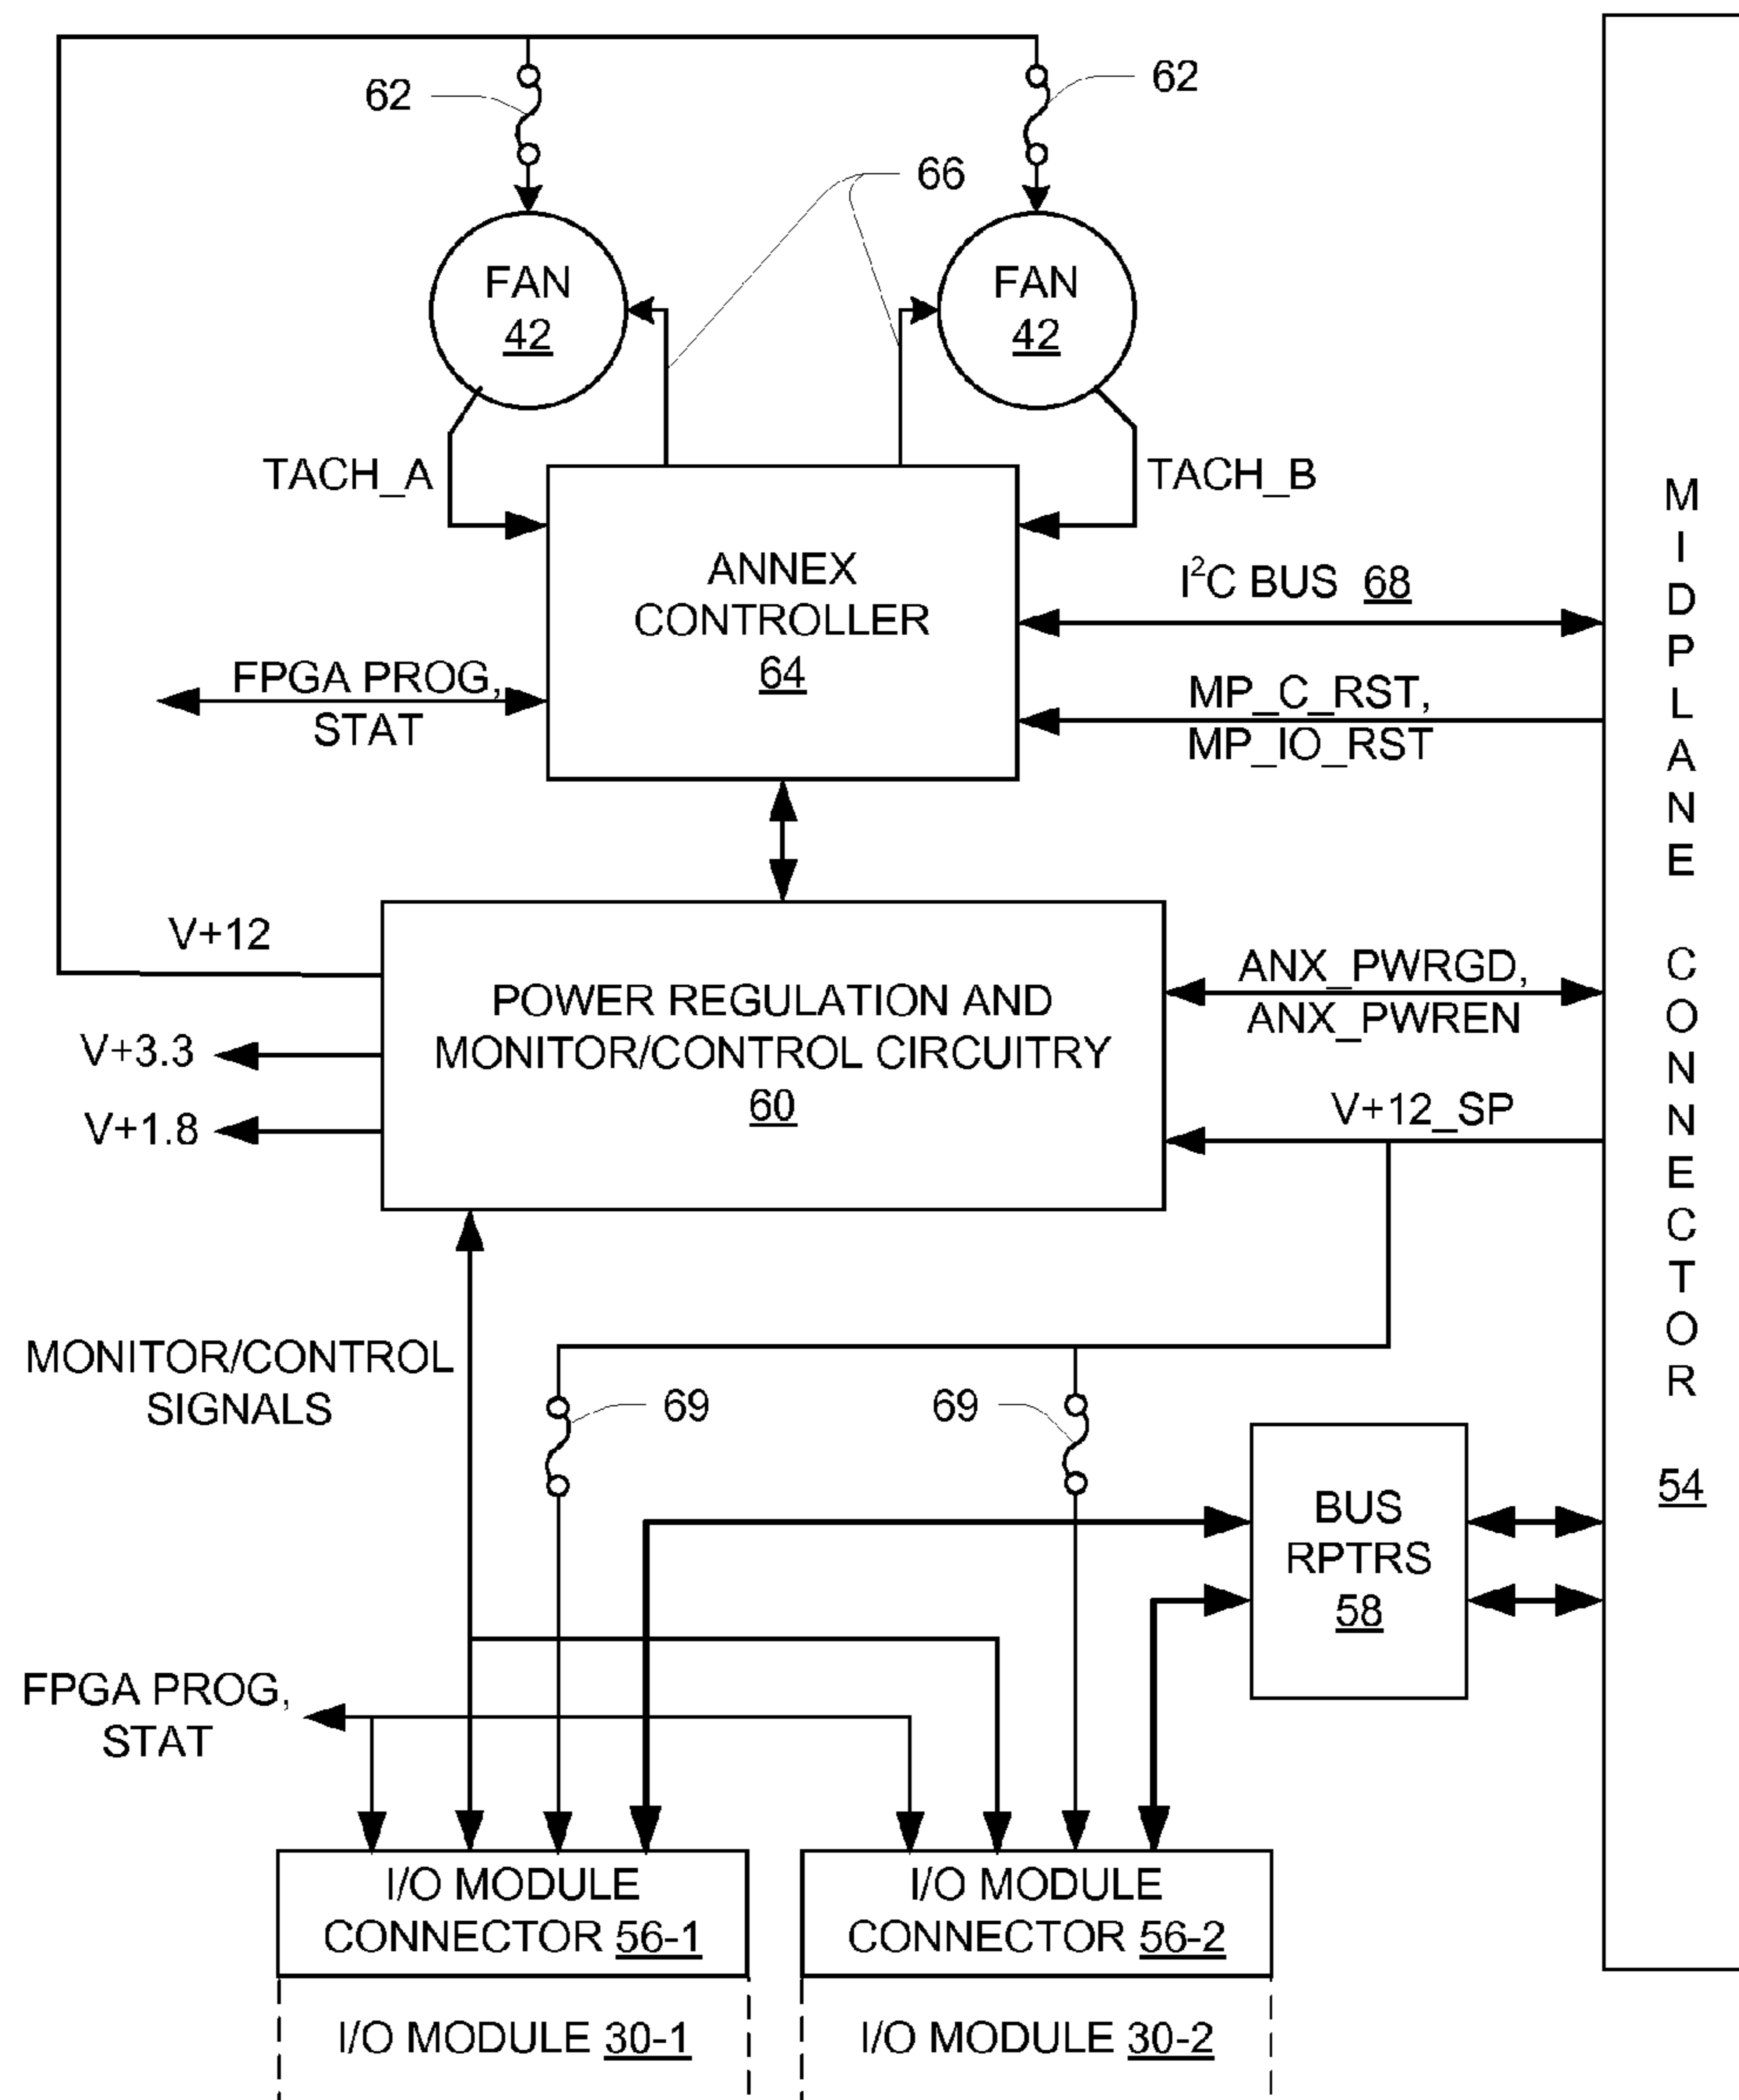 62
62
66
FAN
42
FAN
42
TACH_A
TACH_B
ANNEX
CONTROLLER
64
I²C BUS 68
FPGA PROG,
STAT
MP_C_RST,
MP_IO_RST
MIDPLANE CONNECTOR 54
V+12
V+3.3
V+1.8
POWER REGULATION AND
MONITOR/CONTROL CIRCUITRY
60
ANX_PWRGD,
ANX_PWREN
V+12_SP
MONITOR/CONTROL
SIGNALS
69
69
BUS
RPTRS
58
FPGA PROG,
STAT
I/O MODULE
CONNECTOR 56-1
I/O MODULE
CONNECTOR 56-2
I/O MODULE 30-1
I/O MODULE 30-2